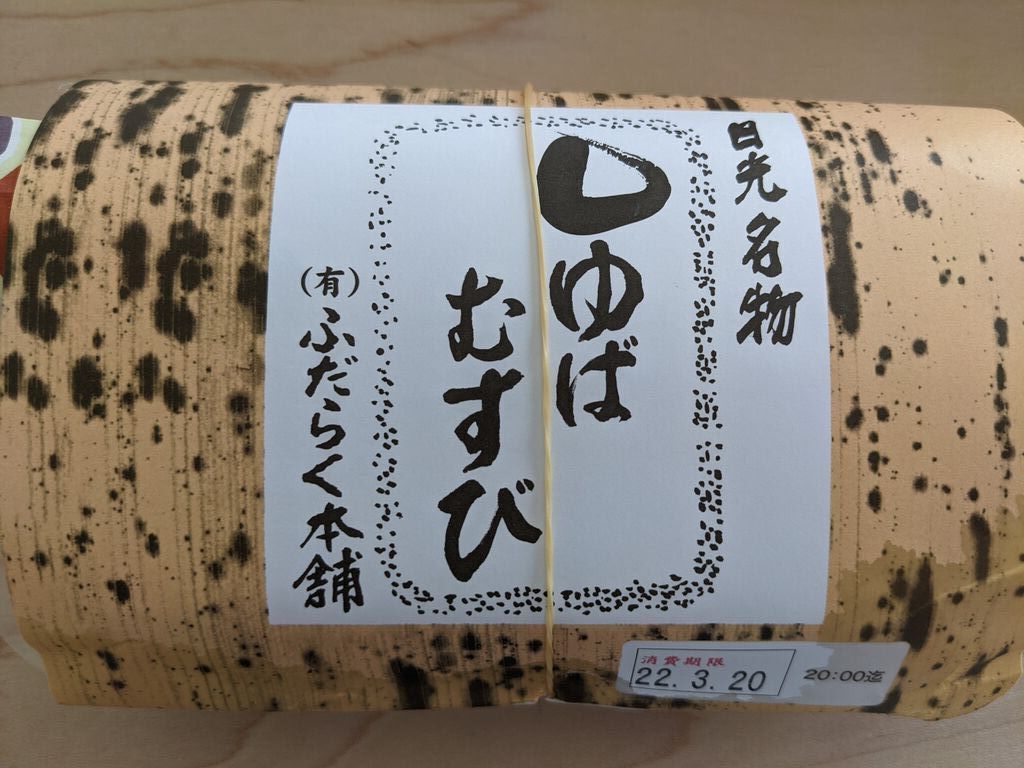 日光名物
ゆば
むすび
(有)ふだらく本舗
消費期限
22.3.20
20:00迄